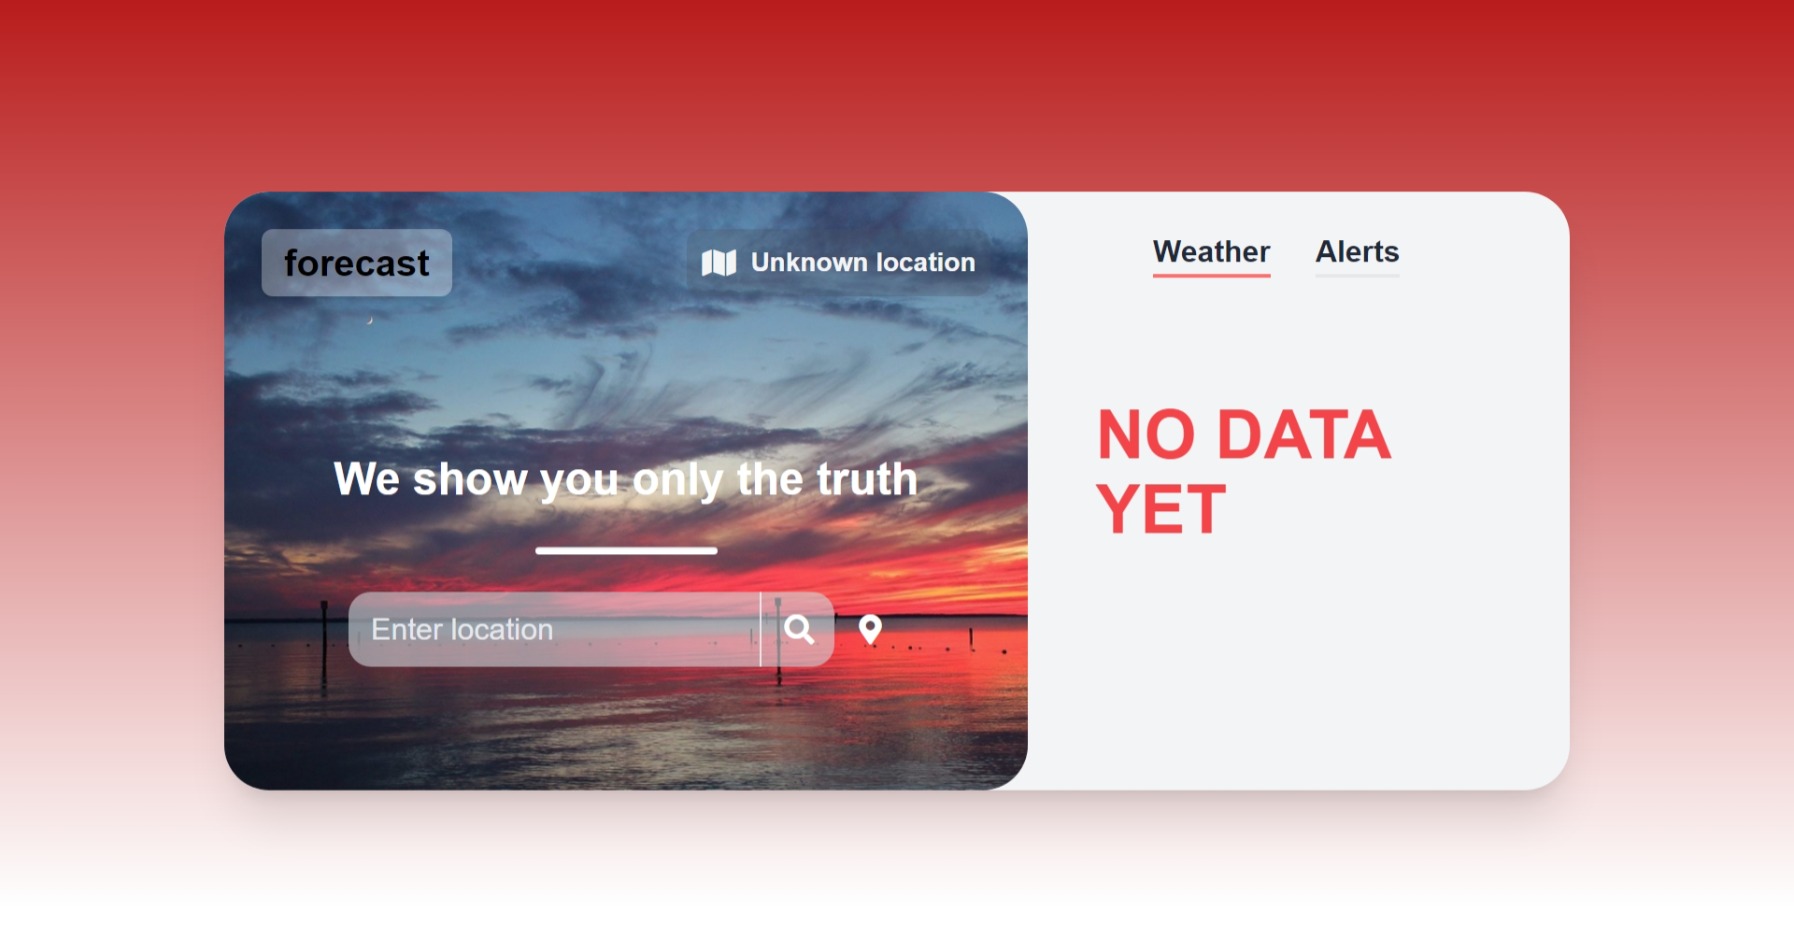 forecast
Unknown location
We show you only the truth
Enter location
Weather
Alerts
NO DATA
YET